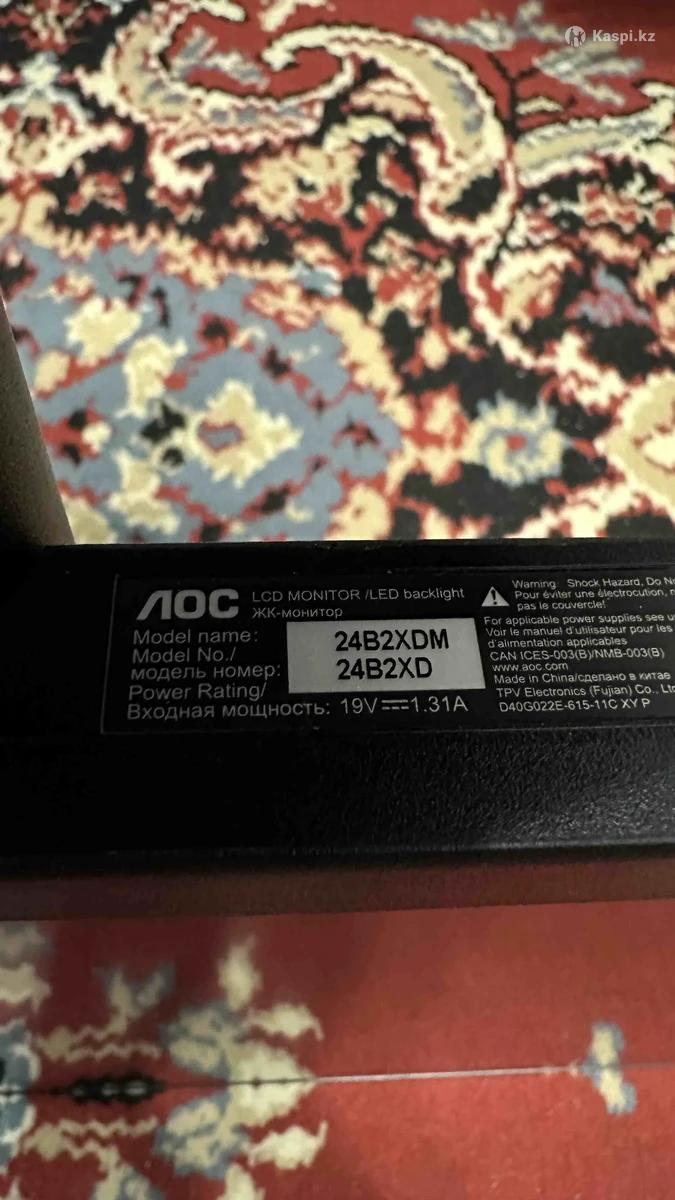 Kaspi.kz
AOC LCD MONITOR /LED backlight
ЖК-монитор
Model name: 24B2XDM
Model No./
модель номер: 24B2XD
Power Rating/
Входная мощность: 19V 1.31A
Warning: Shock Hazard, Do
Pour éviter une électrocution,
pas le couvercle!
For applicable power supplies see
Voir le manuel d'utilisateur pour les
d'alimentation applicables
CAN ICES-003(B)/NMB-003(B)
www.aoc.com
Made in China/сделано в китае
TPV Electronics (Fujian) Co.,
D40G022E-615-11C XY P